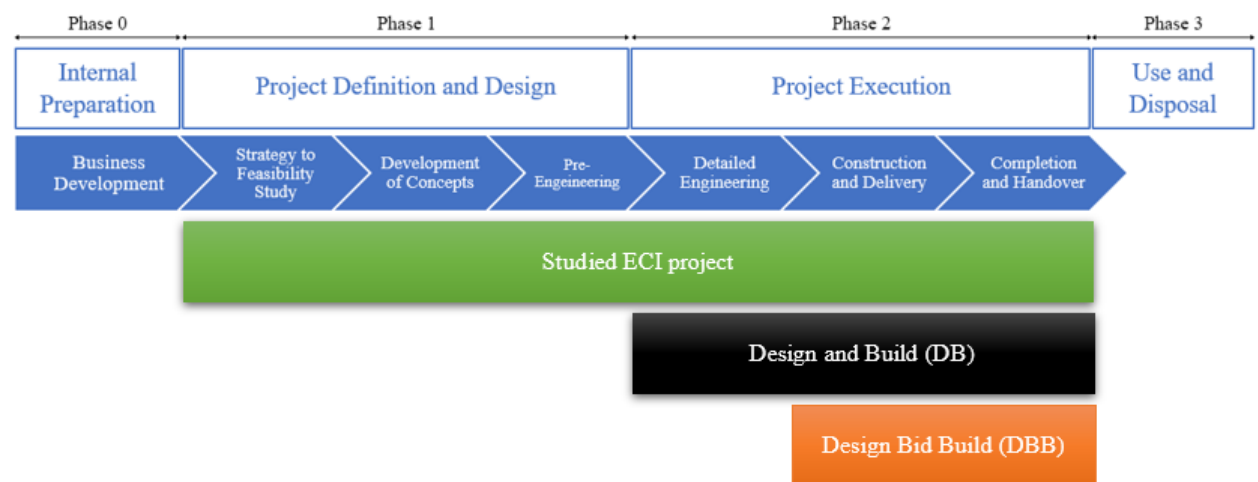 Phase 0
Phase 1
Phase 2
Phase 3
Internal
Preparation
Project Definition and Design
Project Execution
Use and
Disposal
Business
Development
Strategy to
Feasibility
Study
Development
of Concepts
Pre-
Engeineering
Detailed
Engineering
Construction
and Delivery
Completion
and Handover
Studied ECI project
Design and Build (DB)
Design Bid Build (DBB)